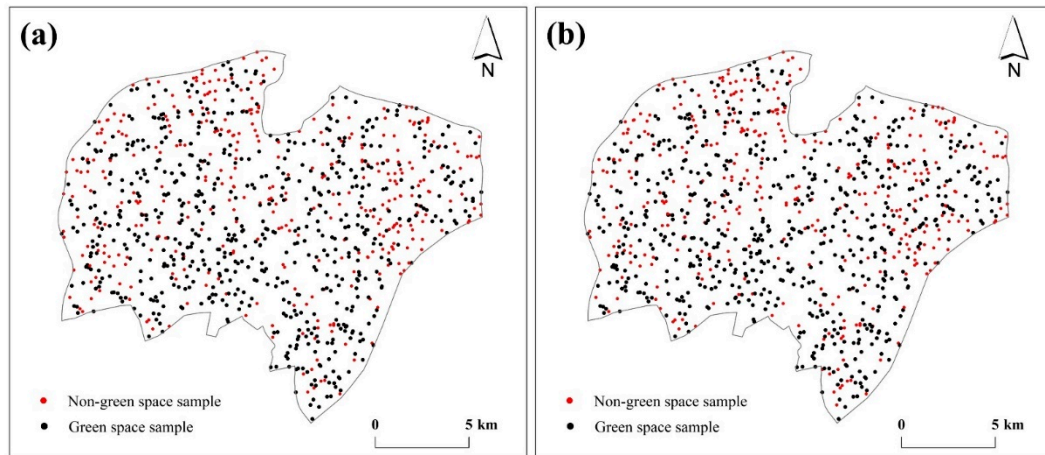 (a)
N
Non-green space sample
Green space sample
0 5 km
(b)
N
Non-green space sample
Green space sample
0 5 km